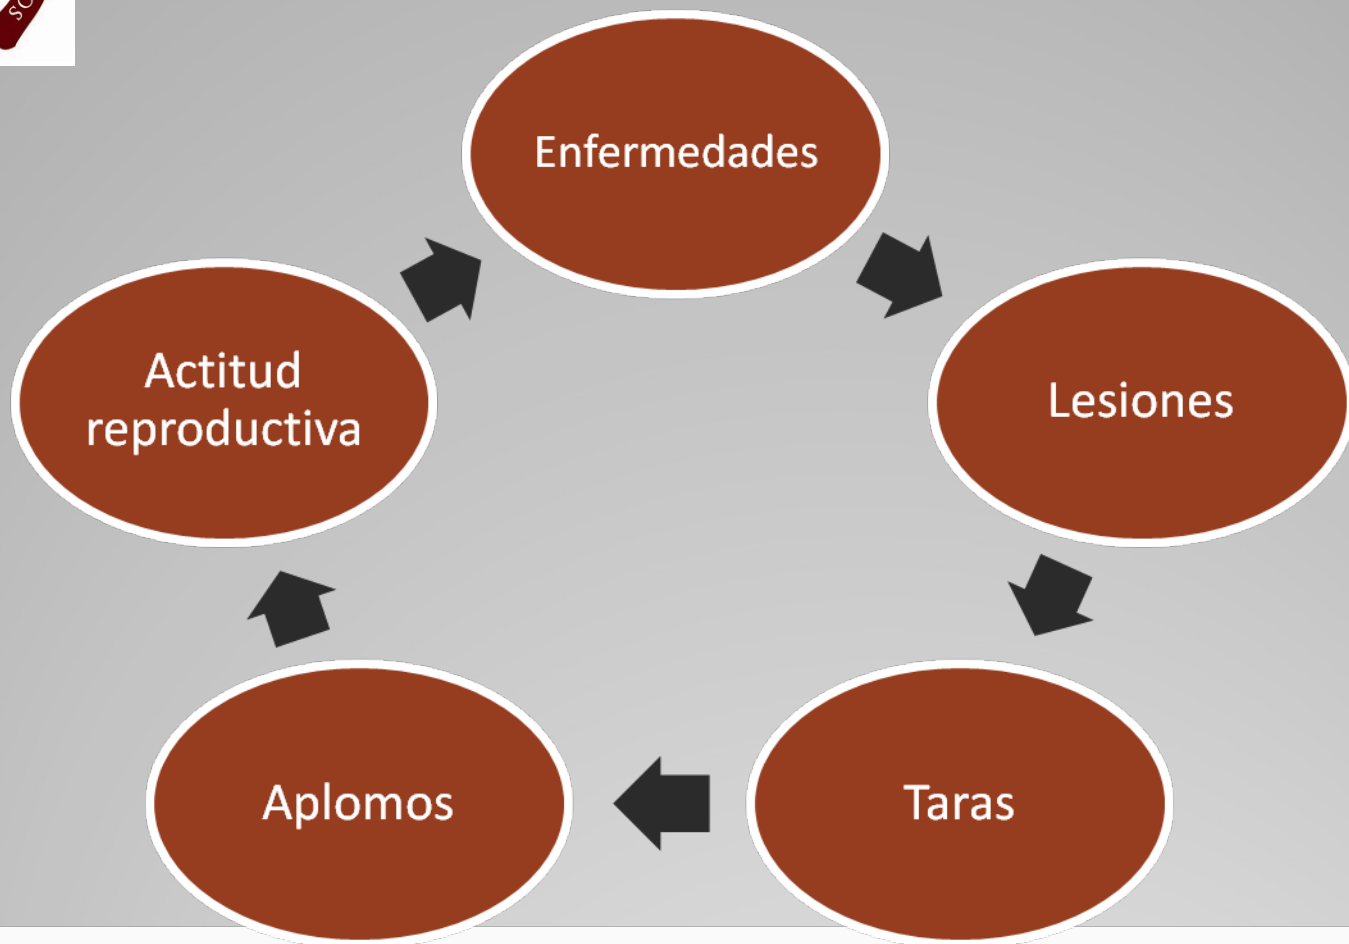 Enfermedades
Lesiones
Taras
Aplomos
Actitud
reproductiva